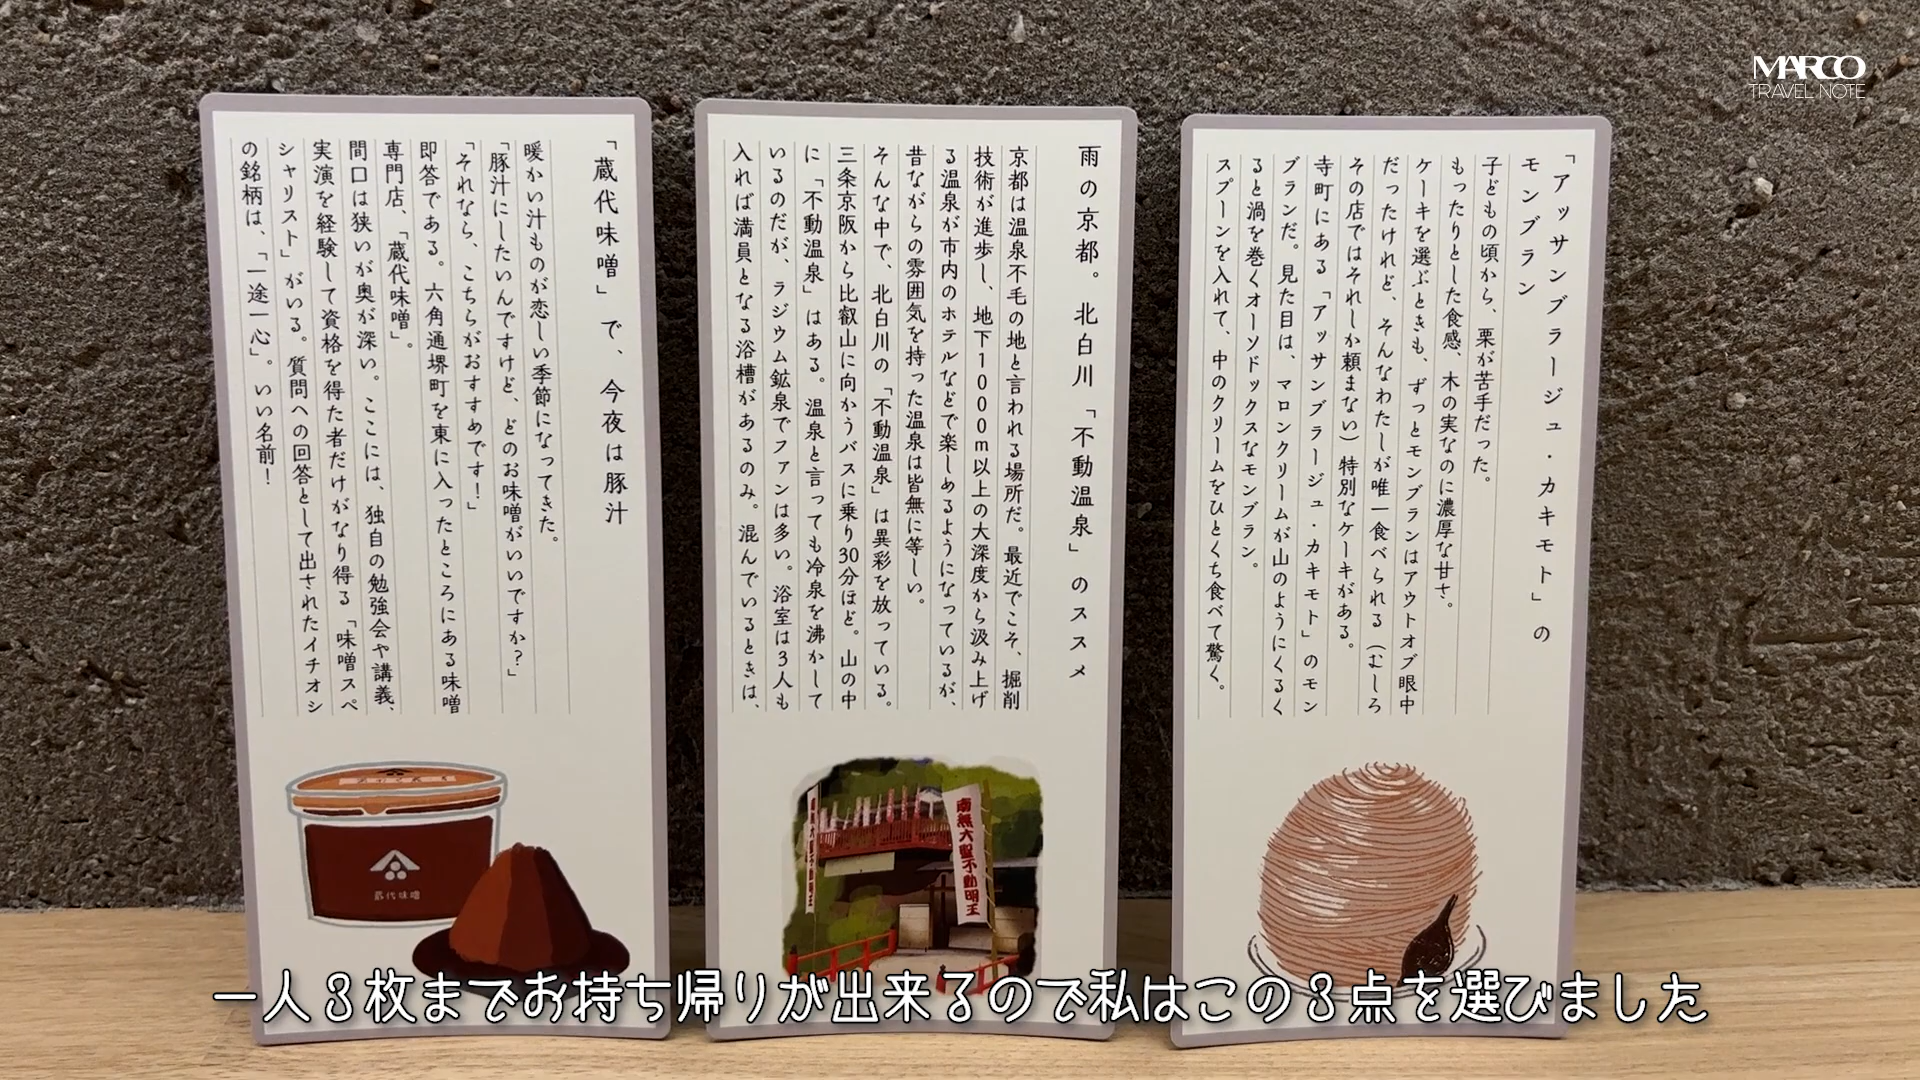 MARCO
TRAVEL NOTE
「アッサンブラージュ・カキモト」の
モンブラン
子どもの頃から、栗が苦手だった。
もったりとした食感、木の実なのに濃厚な甘さ。
ケーキを選ぶときも、ずっとモンブランはアウトオブ眼中
だったけれど、そんなわたしが唯一食べられる（むしろ
その店ではそれしか頼まない）特別なケーキがある。
寺町にある「アッサンブラージュ・カキモト」のモン
ブランだ。見た目は、マロンクリームが山のようにくるく
ると渦を巻くオーソドックスなモンブラン。
スプーンを入れて、中のクリームをひとくち食べて驚く。
雨の京都。北白川「不動温泉」のススメ
京都は温泉不毛の地と言われる場所だ。最近でこそ、掘削
技術が進歩し、地下1000m以上の大深度から汲み上げ
る温泉が市内のホテルなどで楽しめるようになっているが、
昔ながらの雰囲気を持った温泉は皆無に等しい。
そんな中で、北白川の「不動温泉」は異彩を放っている。
三条京阪から比叡山に向かうバスに乗り30分ほど。山の中
に「不動温泉」はある。温泉と言っても冷泉を沸かして
いるのだが、ラジウム鉱泉でファンは多い。浴室は3人も
入れば満員となる浴槽があるのみ。混んでいるときは、
南無大聖不動明王
「蔵代味噌」で、今夜は豚汁
暖かい汁ものが恋しい季節になってきた。
「豚汁にしたいんですけど、どのお味噌がいいですか？」
「それなら、こちらがおすすめです！」
即答である。六角通堺町を東に入ったところにある味噌
専門店、「蔵代味噌」。
間口は狭いが奥が深い。ここには、独自の勉強会や講義、
実演を経験して資格を得た者だけがなり得る「味噌スペ
シャリスト」がいる。質問への回答として出されたイチオシ
の銘柄は、「一途一心」。いい名前！
蔵代味噌
一人3枚までお持ち帰りが出来るので私はこの3点を選びました